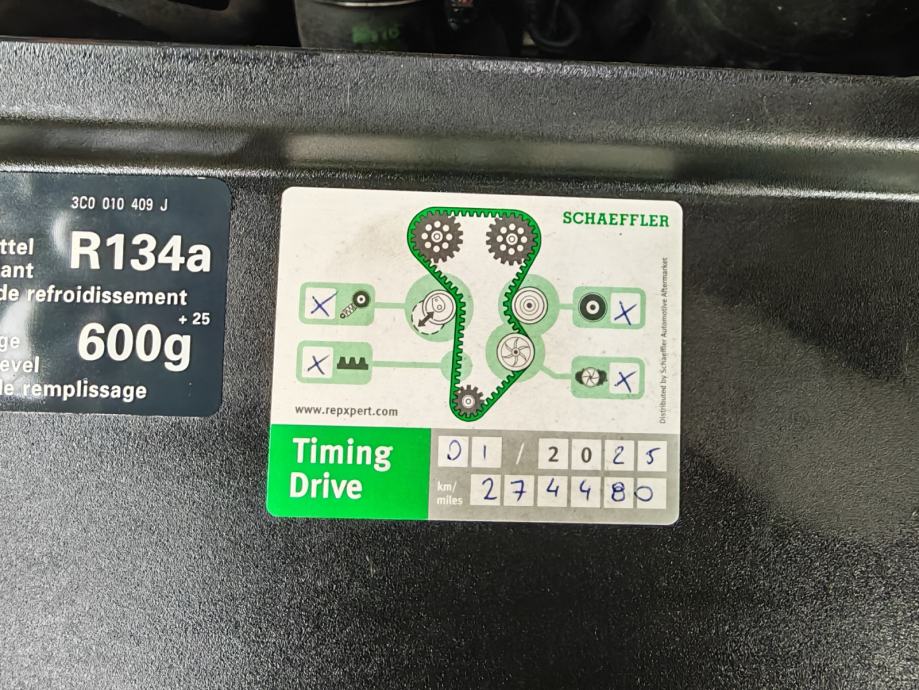 3C0 010 409 J
ttel
ant
R134a
de refroidissement
+ 25
ge
600g
evel
de remplissage
SCHAEFFLER
Distributed by Schaeffler Automotive Aftermarket
www.repxpert.com
Timing
Drive
01 / 2025
km/
miles
274480